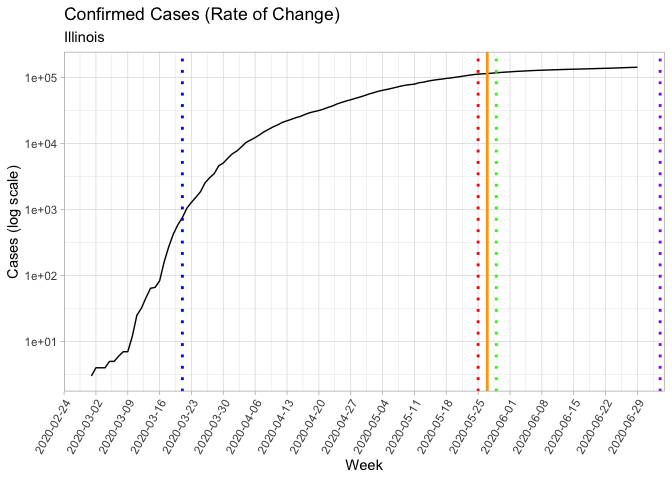 Confirmed Cases (Rate of Change)
Illinois
Cases (log scale)
1e+05
1e+04
1e+03
1e+02
1e+01
2020-02-24
2020-03-02
2020-03-09
2020-03-16
2020-03-23
2020-03-30
2020-04-06
2020-04-13
2020-04-20
2020-04-27
2020-05-04
2020-05-11
2020-05-18
2020-05-25
2020-06-01
2020-06-08
2020-06-15
2020-06-22
2020-06-29
Week